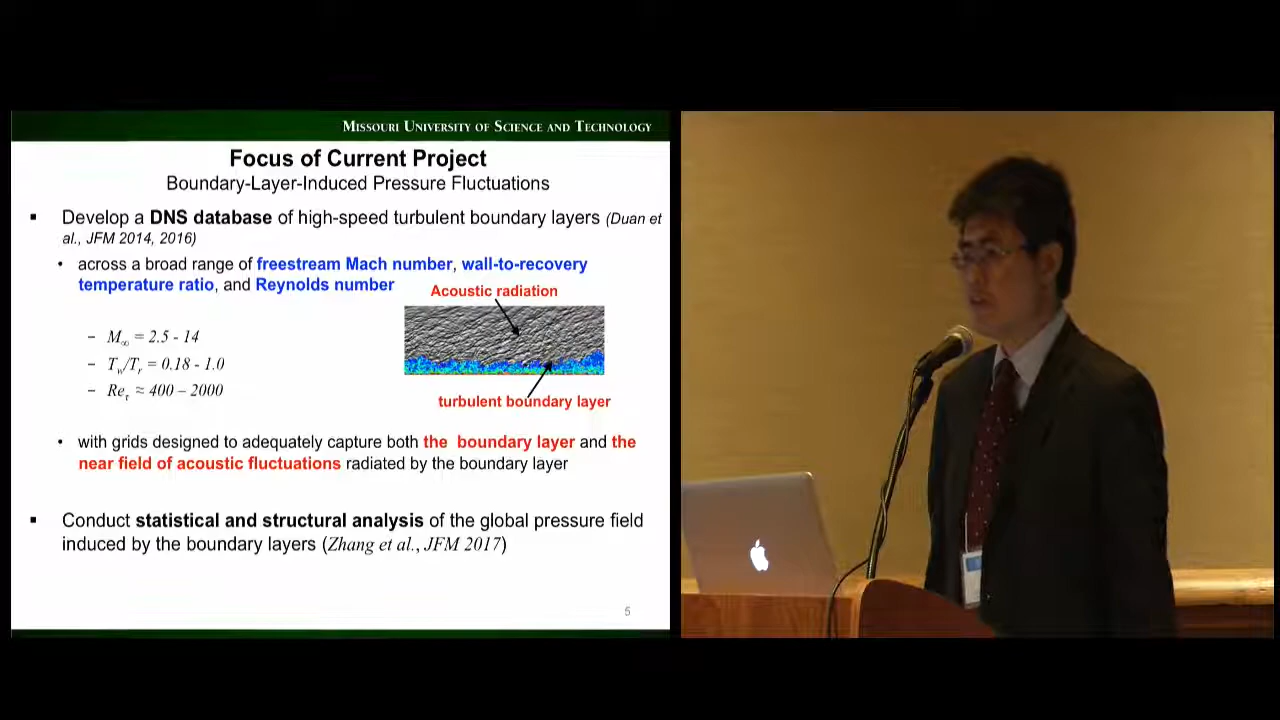 MISSOURI UNIVERSITY OF SCIENCE AND TECHNOLOGY
Focus of Current Project
Boundary-Layer-Induced Pressure Fluctuations
▪ Develop a DNS database of high-speed turbulent boundary layers (Duan et
al., JFM 2014, 2016)
• across a broad range of freestream Mach number, wall-to-recovery
temperature ratio, and Reynolds number
Acoustic radiation
– M∞ = 2.5 - 14
– Tw/Tr = 0.18 - 1.0
– Reτ ≈ 400 – 2000
turbulent boundary layer
• with grids designed to adequately capture both the boundary layer and the
near field of acoustic fluctuations radiated by the boundary layer
▪ Conduct statistical and structural analysis of the global pressure field
induced by the boundary layers (Zhang et al., JFM 2017)
5